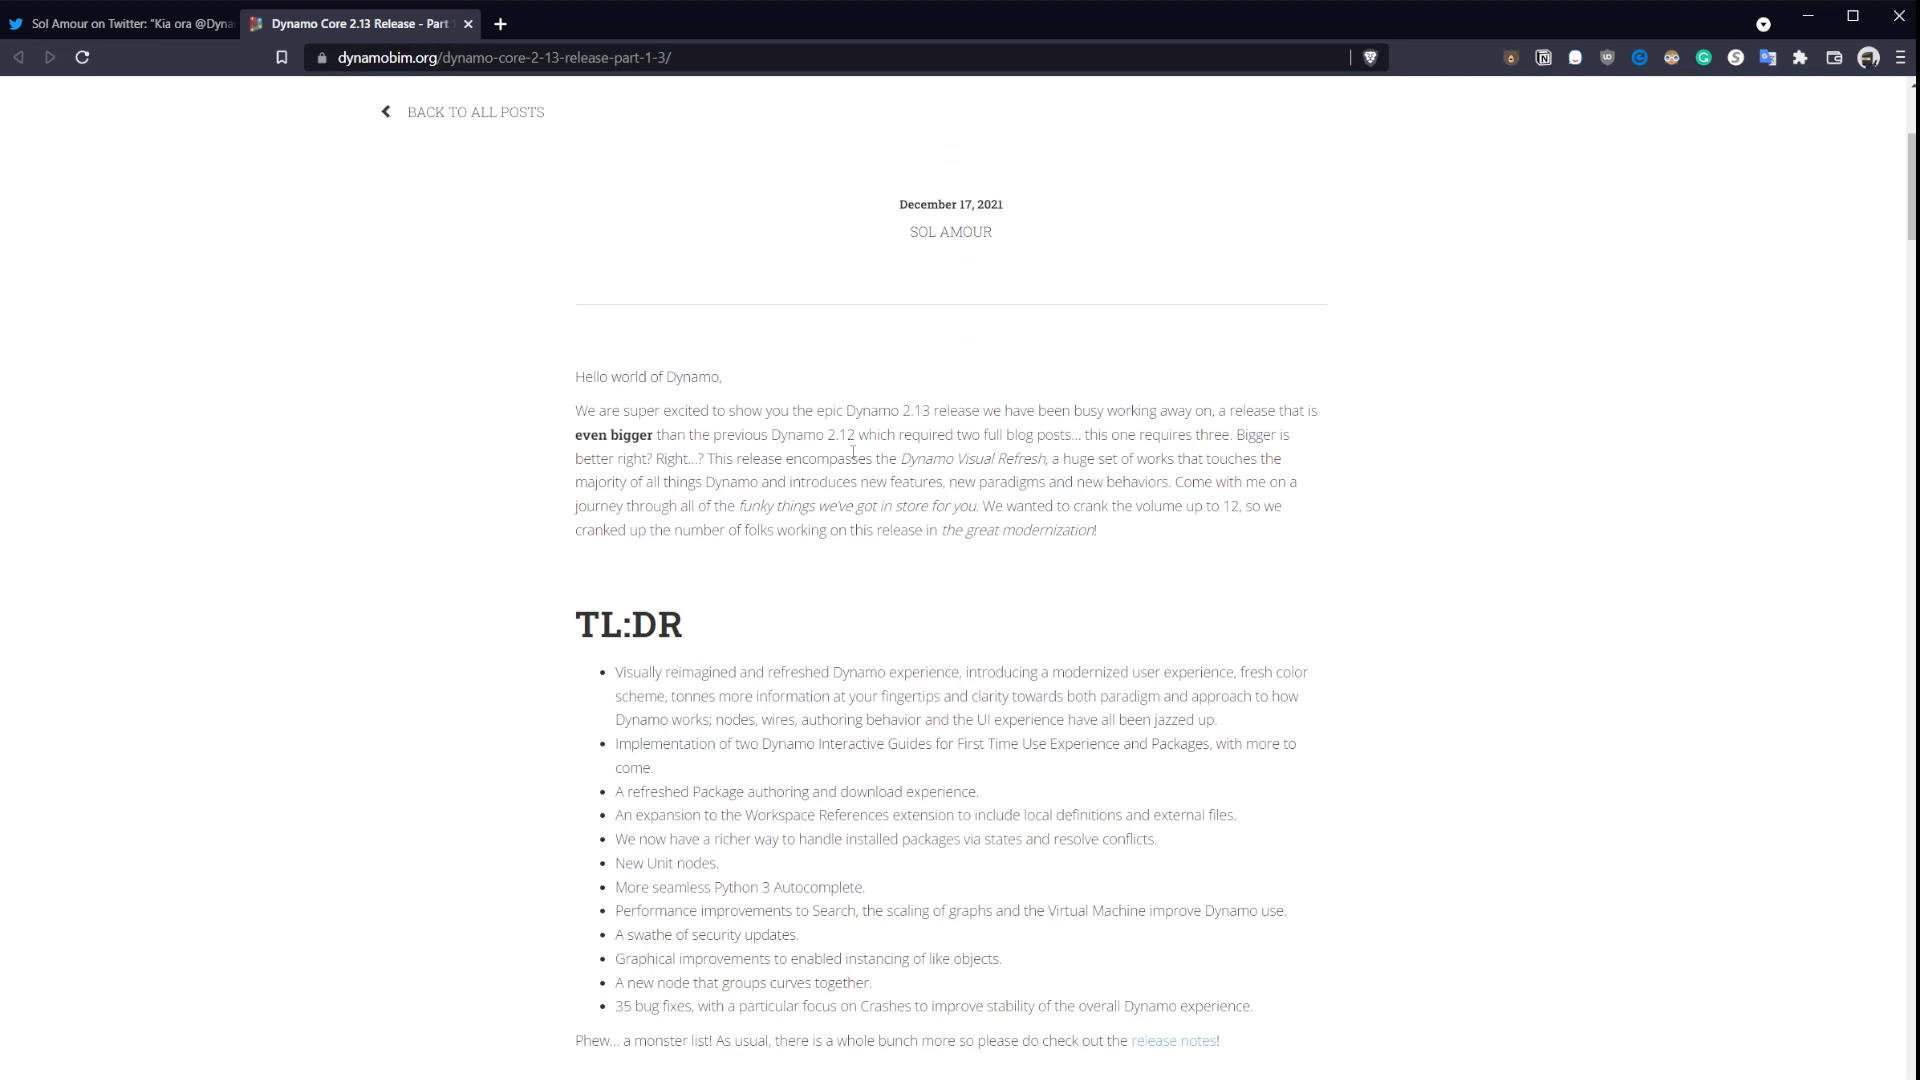 Sol Amour on Twitter: "Kia ora @Dyna
Dynamo Core 2.13 Release - Part 1
dynamobim.org/dynamo-core-2-13-release-part-1-3/
BACK TO ALL POSTS
December 17, 2021
SOL AMOUR
Hello world of Dynamo,
We are super excited to show you the epic Dynamo 2.13 release we have been busy working away on, a release that is
even bigger than the previous Dynamo 2.12 which required two full blog posts… this one requires three. Bigger is
better right? Right…? This release encompasses the Dynamo Visual Refresh, a huge set of works that touches the
majority of all things Dynamo and introduces new features, new paradigms and new behaviors. Come with me on a
journey through all of the funky things we've got in store for you. We wanted to crank the volume up to 12, so we
cranked up the number of folks working on this release in the great modernization!
TL:DR
• Visually reimagined and refreshed Dynamo experience, introducing a modernized user experience, fresh color
scheme, tonnes more information at your fingertips and clarity towards both paradigm and approach to how
Dynamo works; nodes, wires, authoring behavior and the UI experience have all been jazzed up.
• Implementation of two Dynamo Interactive Guides for First Time Use Experience and Packages, with more to
come.
• A refreshed Package authoring and download experience.
• An expansion to the Workspace References extension to include local definitions and external files.
• We now have a richer way to handle installed packages via states and resolve conflicts.
• New Unit nodes.
• More seamless Python 3 Autocomplete.
• Performance improvements to Search, the scaling of graphs and the Virtual Machine improve Dynamo use.
• A swathe of security updates.
• Graphical improvements to enabled instancing of like objects.
• A new node that groups curves together.
• 35 bug fixes, with a particular focus on Crashes to improve stability of the overall Dynamo experience.
Phew… a monster list! As usual, there is a whole bunch more so please do check out the release notes!